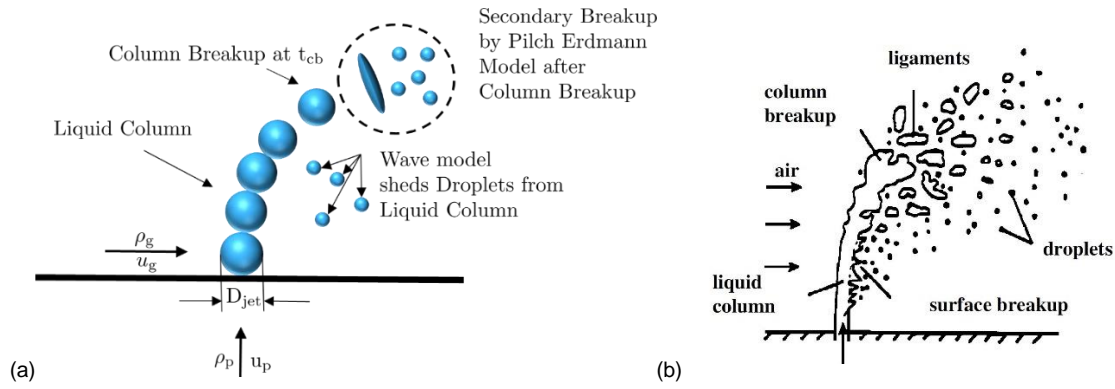 (a)
Column Breakup at t_cb
Secondary Breakup
by Pilch Erdmann
Model after
Column Breakup
Liquid Column
Wave model
sheds Droplets from
Liquid Column
ρ_g
u_g
D_jet
ρ_p u_p
(b)
ligaments
column
breakup
air
droplets
liquid
column
surface breakup